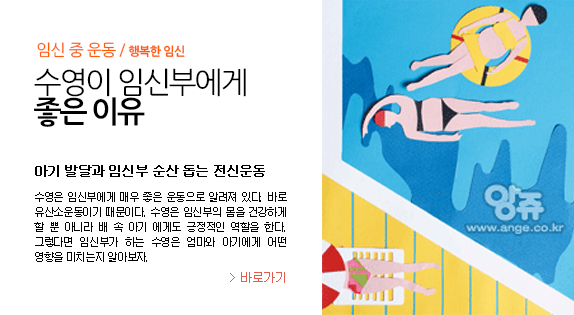 임신 중 운동 / 행복한 임신
수영이 임신부에게
좋은 이유
아기 발달과 임신부 순산 돕는 전신운동
수영은 임신부에게 매우 좋은 운동으로 알려져 있다. 바로
유산소운동이기 때문이다. 수영은 임신부의 몸을 건강하게
할 뿐 아니라 배 속 아기 에게도 긍정적인 역할을 한다.
그렇다면 임신부가 하는 수영은 엄마와 아기에게 어떤
영향을 미치는지 알아보자.
> 바로가기
앙쥬
www.ange.co.kr